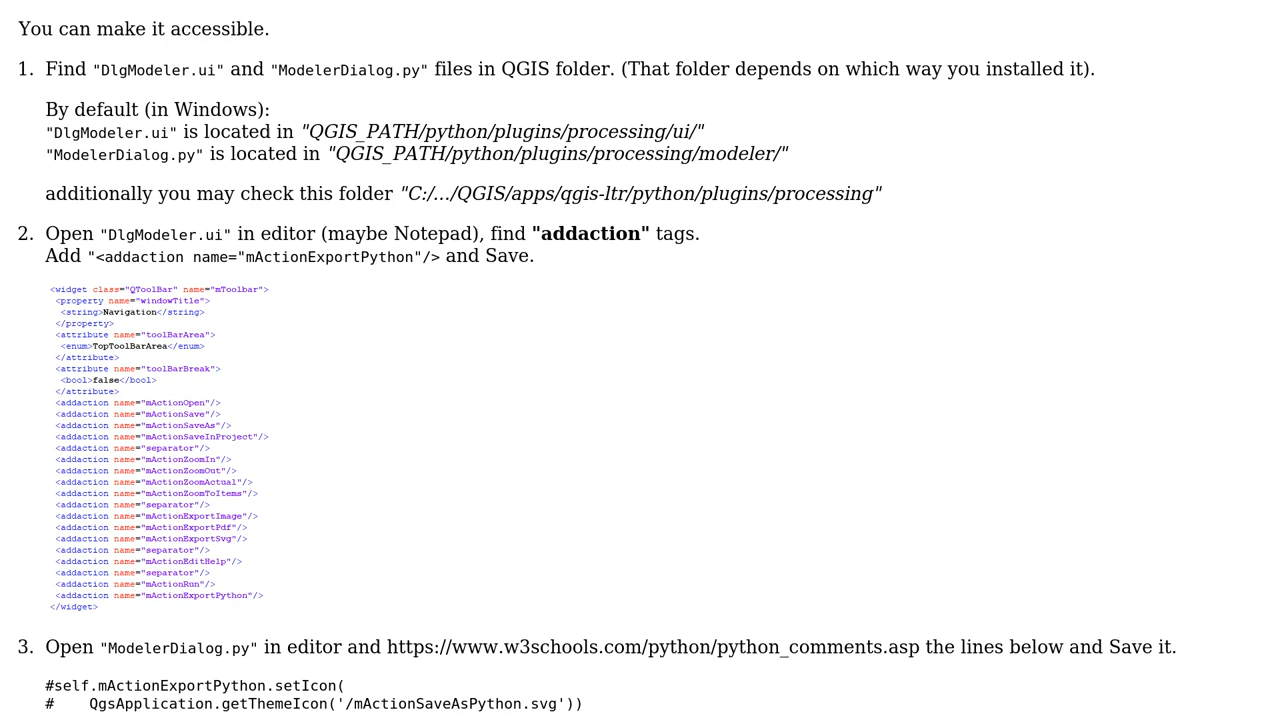 You can make it accessible.
1. Find "DlgModeler.ui" and "ModelerDialog.py" files in QGIS folder. (That folder depends on which way you installed it).
By default (in Windows):
"DlgModeler.ui" is located in "QGIS_PATH/python/plugins/processing/ui/"
"ModelerDialog.py" is located in "QGIS_PATH/python/plugins/processing/modeler/"
additionally you may check this folder "C:/.../QGIS/apps/qgis-ltr/python/plugins/processing"
2. Open "DlgModeler.ui" in editor (maybe Notepad), find "addaction" tags.
Add "<addaction name="mActionExportPython"/> and Save.
<widget class="QToolBar" name="mToolbar">
<property name="windowTitle">
<string>Navigation</string>
</property>
<attribute name="toolBarArea">
<enum>TopToolBarArea</enum>
</attribute>
<attribute name="toolBarBreak">
<bool>false</bool>
</attribute>
<addaction name="mActionOpen"/>
<addaction name="mActionSave"/>
<addaction name="mActionSaveAs"/>
<addaction name="mActionSaveInProject"/>
<addaction name="separator"/>
<addaction name="mActionZoomIn"/>
<addaction name="mActionZoomOut"/>
<addaction name="mActionZoomActual"/>
<addaction name="mActionZoomToItems"/>
<addaction name="separator"/>
<addaction name="mActionExportImage"/>
<addaction name="mActionExportPdf"/>
<addaction name="mActionExportSvg"/>
<addaction name="separator"/>
<addaction name="mActionEditHelp"/>
<addaction name="separator"/>
<addaction name="mActionRun"/>
<addaction name="mActionExportPython"/>
</widget>
3. Open "ModelerDialog.py" in editor and https://www.w3schools.com/python/python_comments.asp the lines below and Save it.
#self.mActionExportPython.setIcon(
#    QgsApplication.getThemeIcon('/mActionSaveAsPython.svg'))